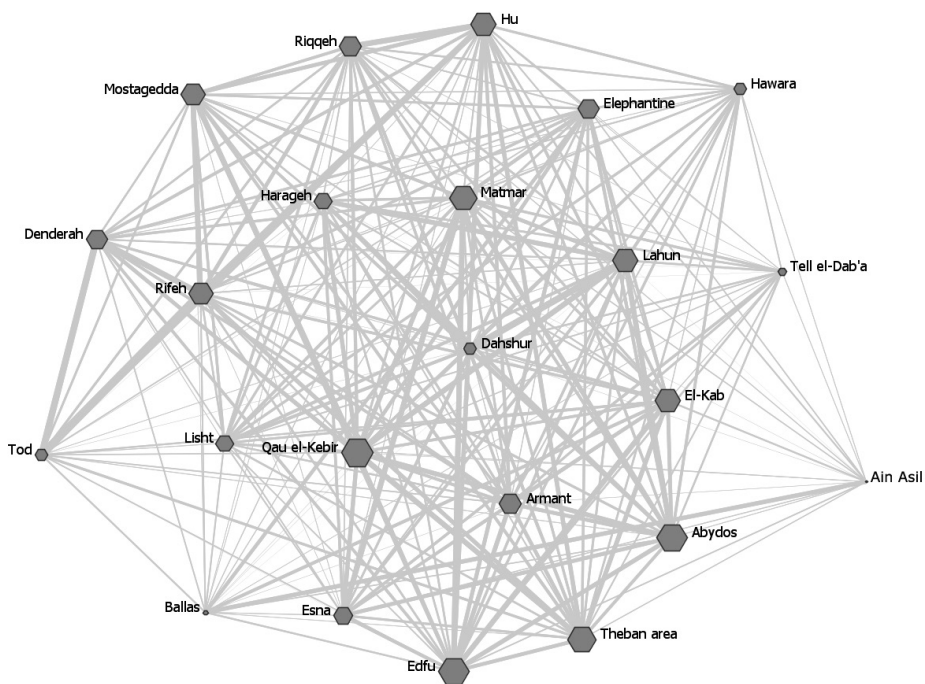 Hu
Riqqeh
Mostagedda
Hawara
Elephantine
Harageh
Matmar
Denderah
Lahun
Tell el-Dab'a
Rifeh
Dahshur
El-Kab
Lisht
Qau el-Kebir
Tod
Ain Asil
Armant
Abydos
Ballas
Esna
Theban area
Edfu